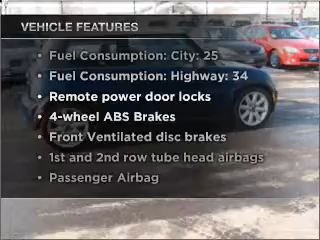 VEHICLE FEATURES
• Fuel Consumption: City: 25
• Fuel Consumption: Highway: 34
• Remote power door locks
• 4-wheel ABS Brakes
• Front Ventilated disc brakes
• 1st and 2nd row tube head airbags
• Passenger Airbag